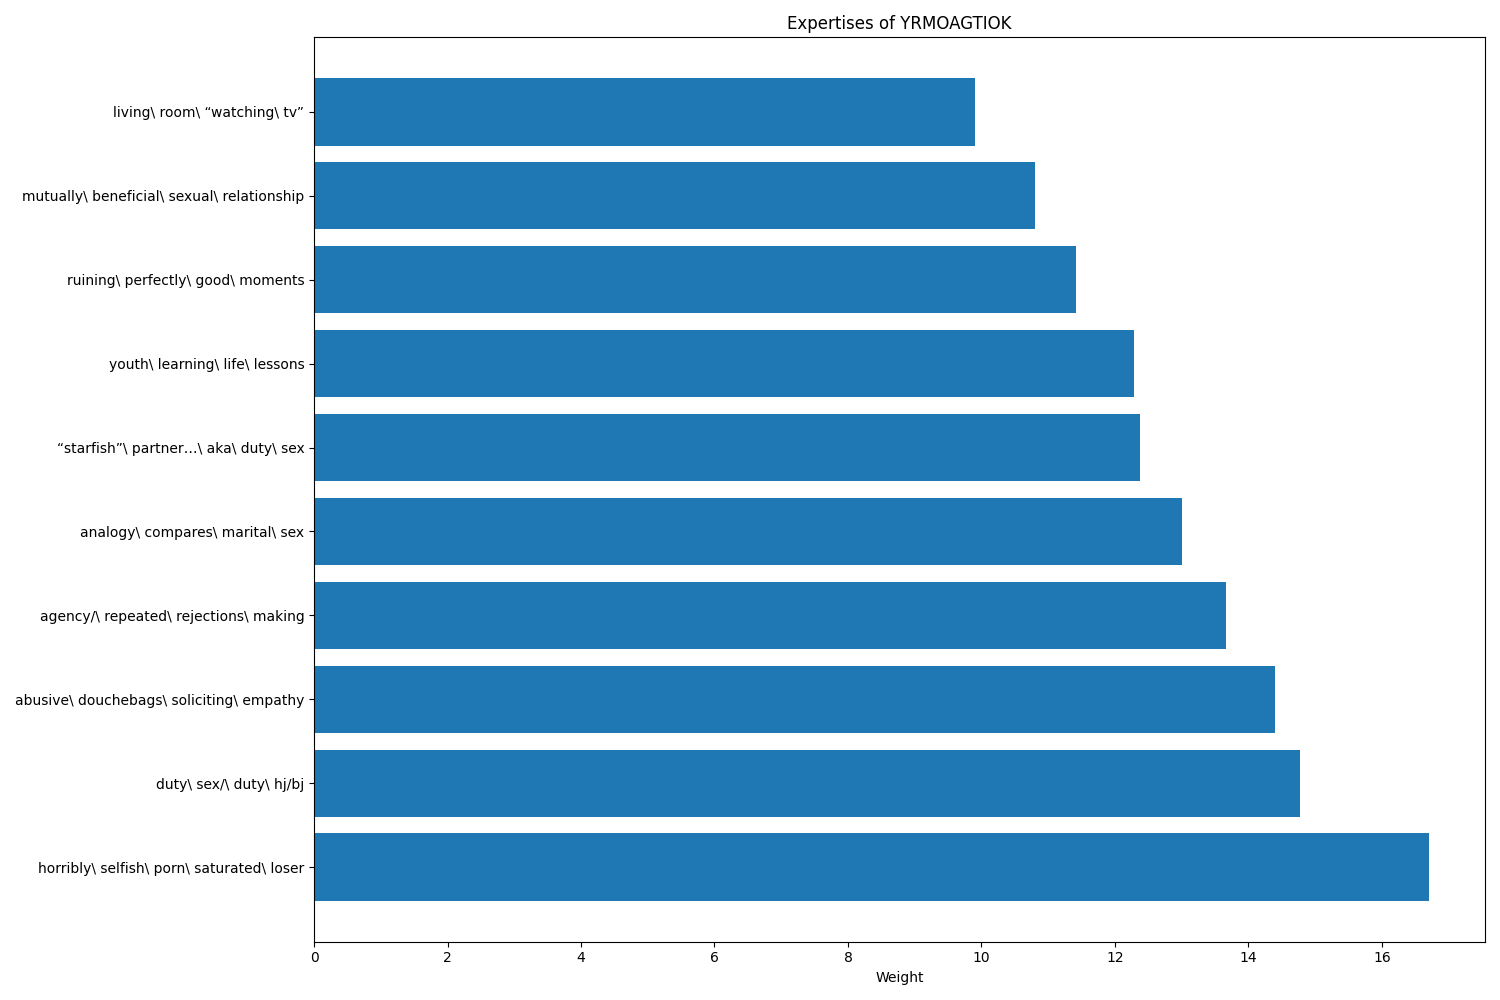 Expertises of YRMOAGTIOK
living\ room\ “watching\ tv”
mutually\ beneficial\ sexual\ relationship
ruining\ perfectly\ good\ moments
youth\ learning\ life\ lessons
“starfish”\ partner…\ aka\ duty\ sex
analogy\ compares\ marital\ sex
agency/\ repeated\ rejections\ making
abusive\ douchebags\ soliciting\ empathy
duty\ sex/\ duty\ hj/bj
horribly\ selfish\ porn\ saturated\ loser
0 2 4 6 8 10 12 14 16
Weight